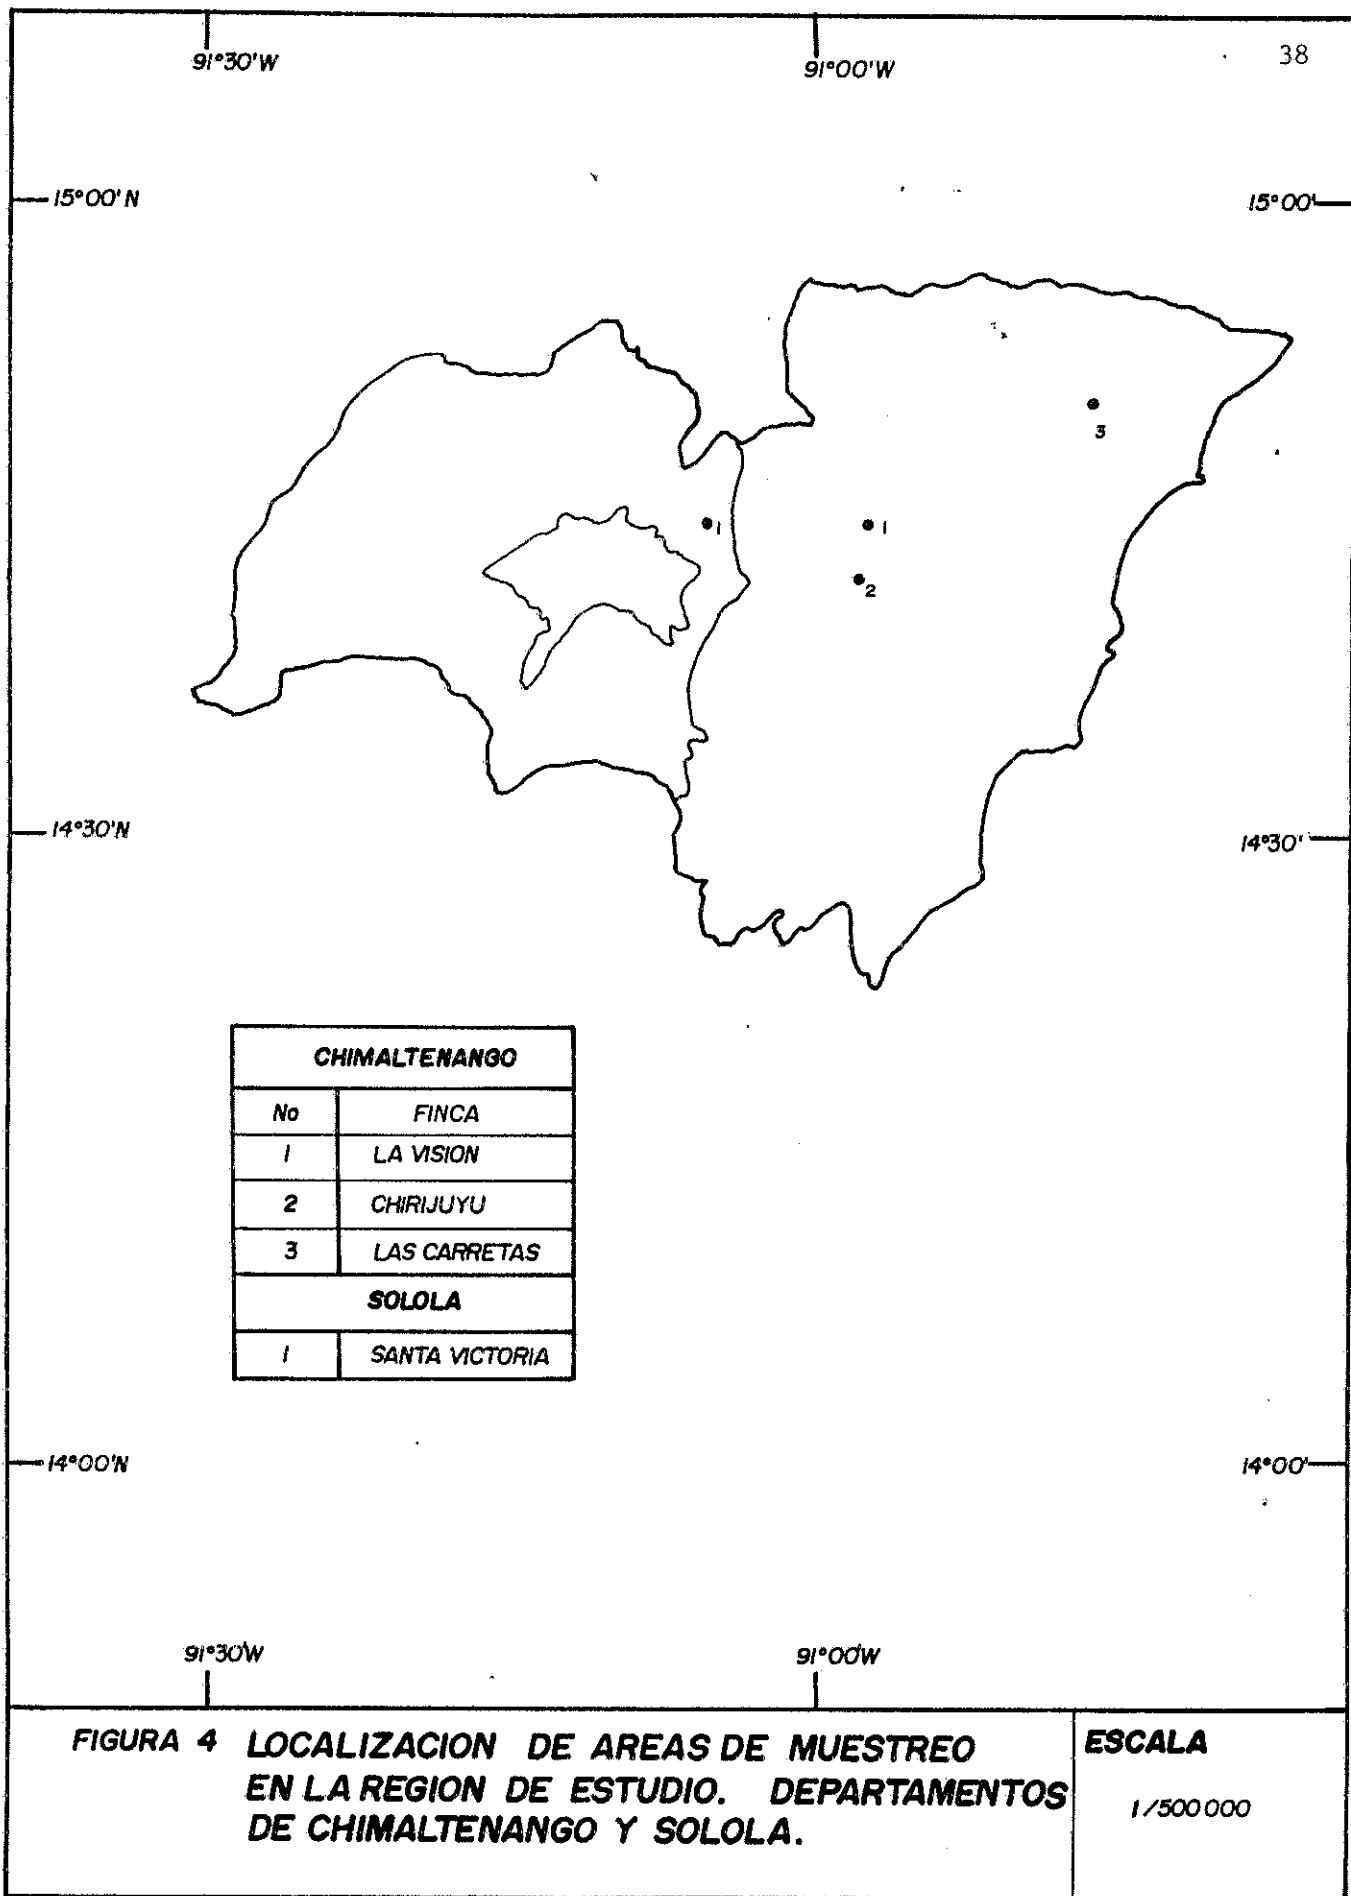 91°30'W
91°00'W
38
15°00'N
15°00'
3
1
1
2
14°30'N
14°30'
CHIMALTENANGO
No FINCA
1 LA VISION
2 CHIRIJUYU
3 LAS CARRETAS
SOLOLA
1 SANTA VICTORIA
14°00'N
14°00'
91°30'W
91°00'W
FIGURA 4 LOCALIZACION DE AREAS DE MUESTREO
EN LA REGION DE ESTUDIO. DEPARTAMENTOS
DE CHIMALTENANGO Y SOLOLA.
ESCALA
1/500000